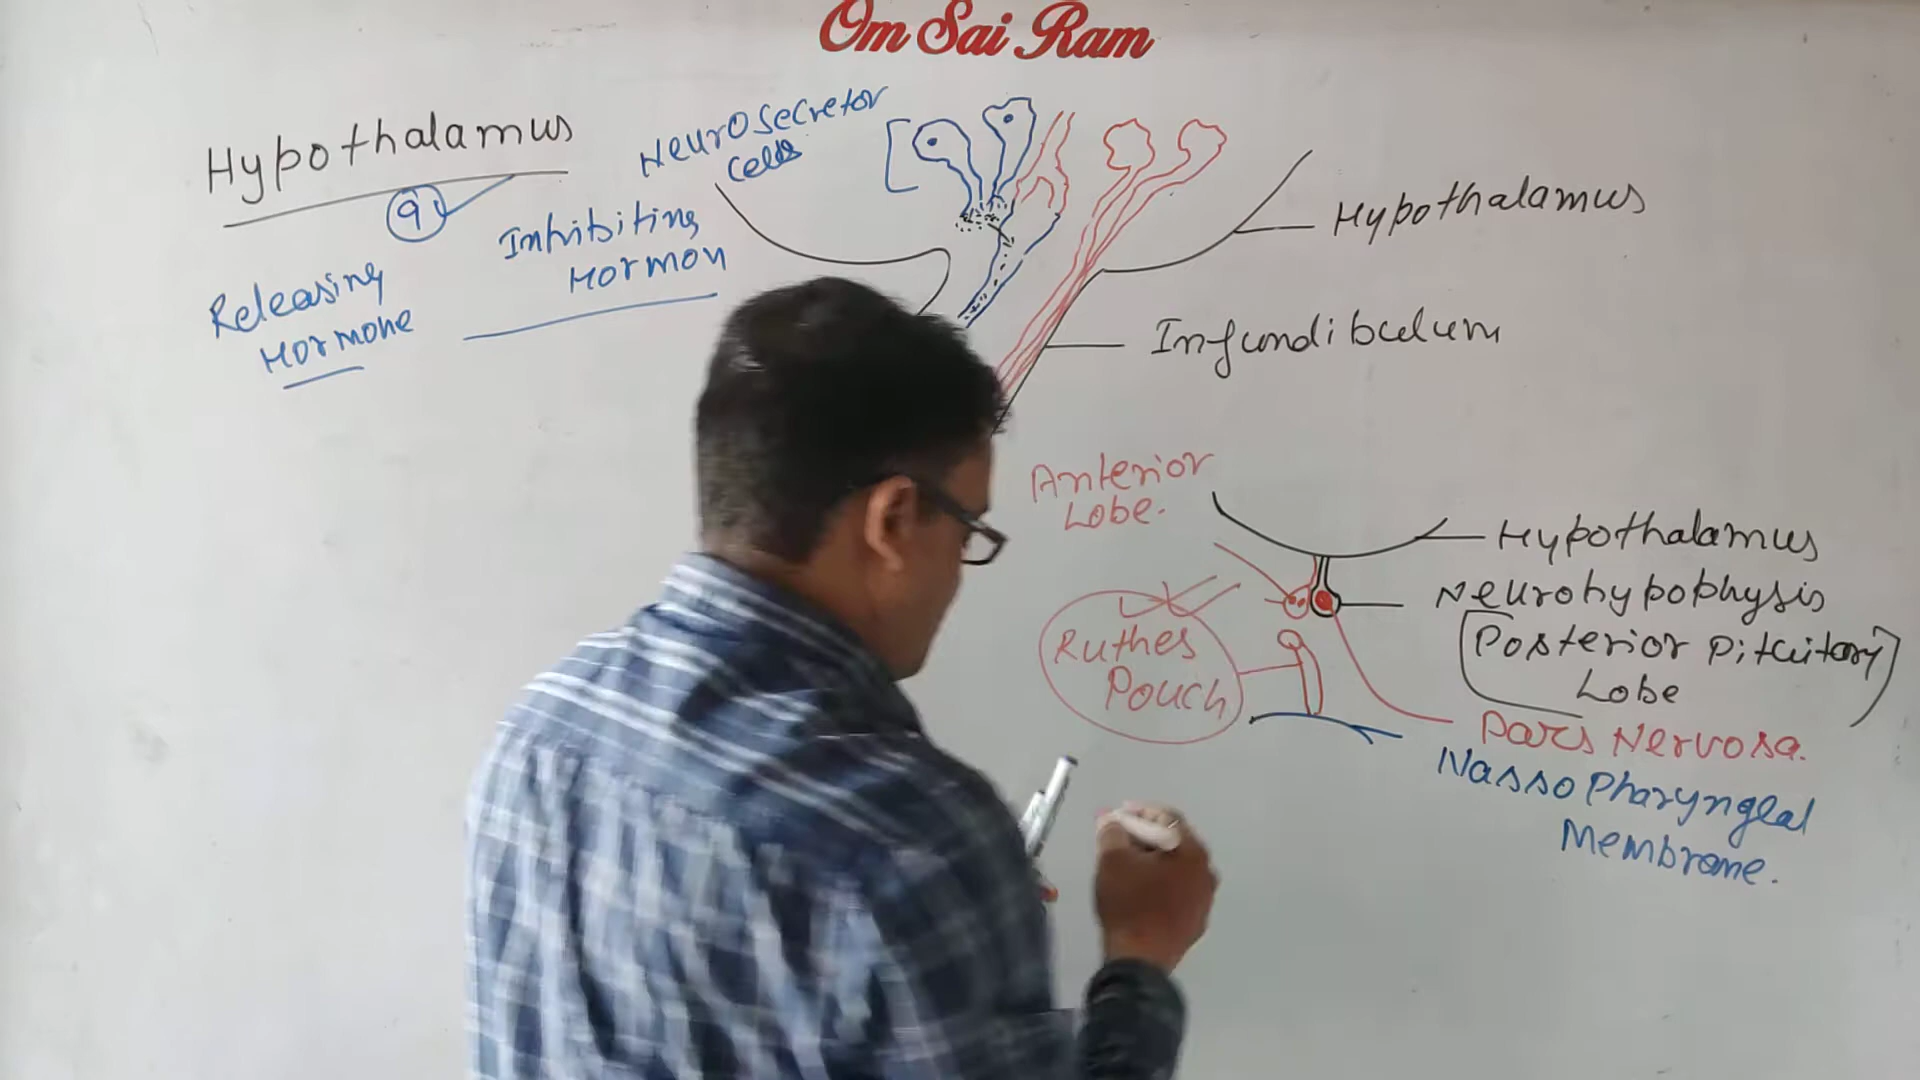 Om Sai Ram
Hypothalamus
9
Releasing
Hormone
Inhibiting
Hormon
Neurosecretor
Cells
Hypothalamus
Infundibulum
Anterior
Lobe.
Ruthes
Pouch
Hypothalamus
Neurohypophysis
[Posterior Pituitary]
Lobe
Pars Nervosa.
Nasso Pharyngeal
Membrane.